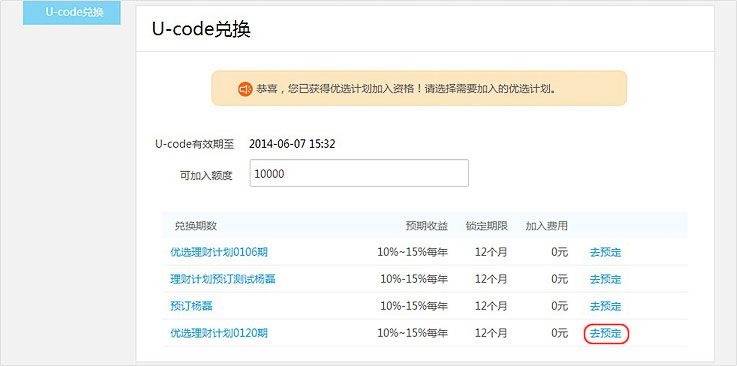 U-code兑换
U-code兑换
恭喜，您已获得优选计划加入资格！请选择需要加入的优选计划。
U-code有效期至 2014-06-07 15:32
可加入额度 10000
兑换期数 预期收益 锁定期限 加入费用
优选理财计划0106期 10%~15%每年 12个月 0元 去预定
理财计划预订测试杨磊 10%-15%每年 12个月 0元 去预定
预订杨磊 10%-15%每年 12个月 0元 去预定
优选理财计划0120期 10%~15%每年 12个月 0元 去预定